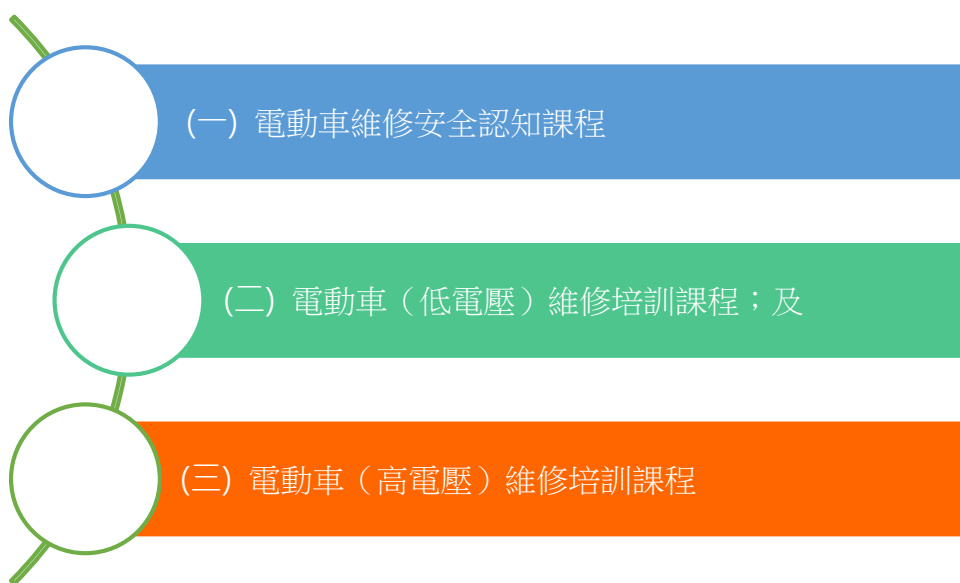 (一) 電動車維修安全認知課程
(二) 電動車（低電壓）維修培訓課程；及
(三) 電動車（高電壓）維修培訓課程